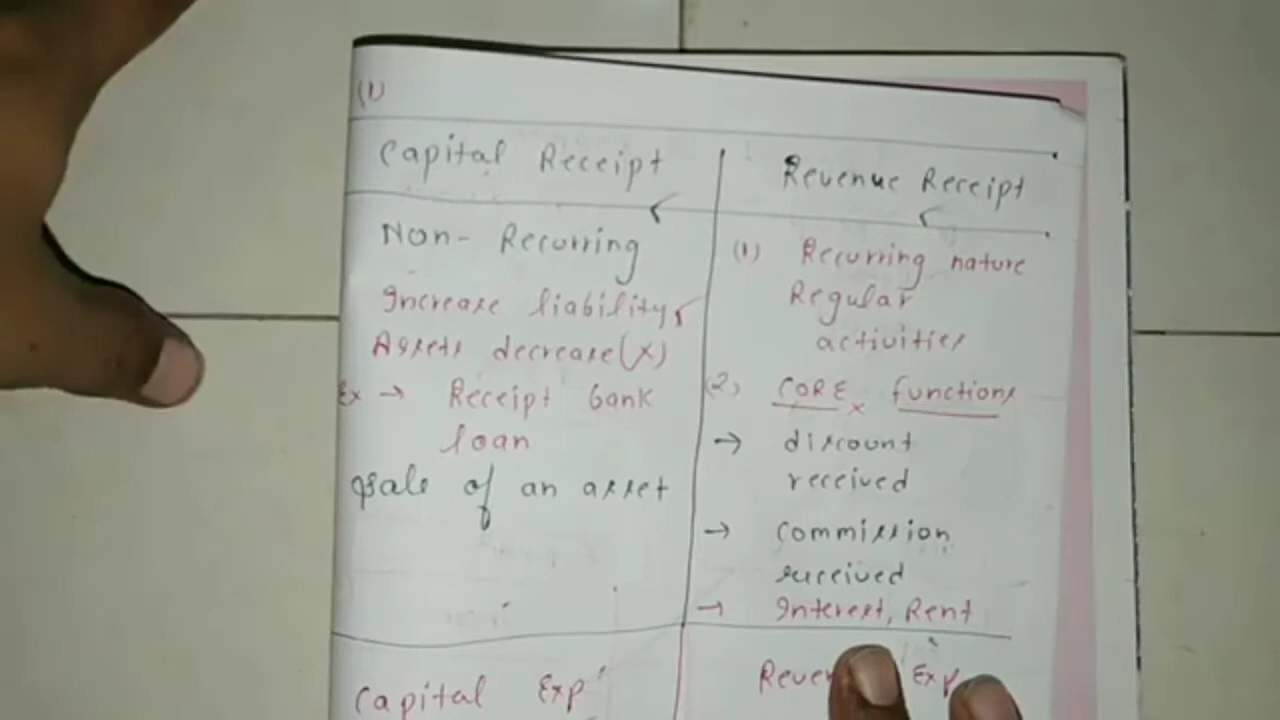 (1)
Capital Receipt
Non- Recurring
Increase liability
Assets decrease(x)
Ex → Receipt bank
loan
sale of an asset
Revenue Receipt
(1) Recurring nature
Regular
activities
(2) CORE functions
→ discount
received
→ Commission
received
→ Interest, Rent
Capital Exp
Exp